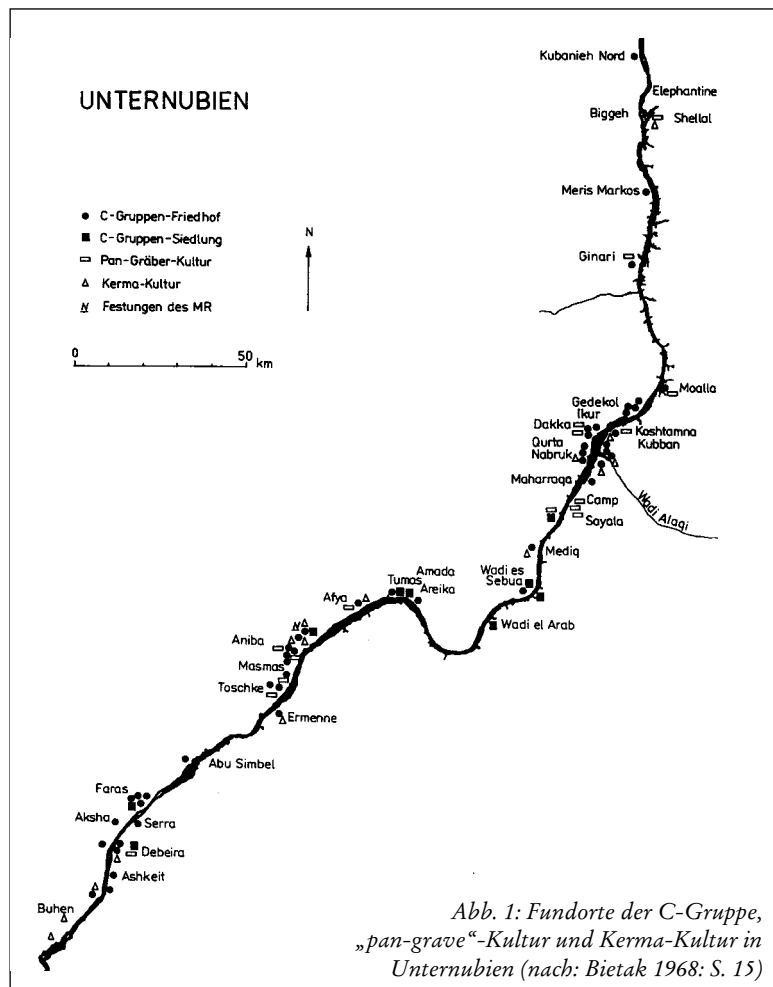 Kubanieh Nord
UNTERNUBIEN
Elephantine
Biggeh
Shellal
Meris Markos
C-Gruppen-Friedhof
C-Gruppen-Siedlung
Pan-Gräber-Kultur
Kerma-Kultur
Festungen des MR
N
Ginari
0 50
km
Moalla
Gedekol
Ikur
Dakka
Koshtamna
Kubban
Qurta
Nabruk
Maharraqa
Wadi Alaqi
Camp
Sayala
Mediq
Wadi es
Sebua
Amada
Tumas
Areika
Afya
Wadi el Arab
Aniba
Masmas
Toschke
Ermenne
Abu Simbel
Faras
Aksha
Serra
Debeira
Ashkeit
Buhen
Abb. 1: Fundorte der C-Gruppe,
„pan-grave“-Kultur und Kerma-Kultur in
Unternubien (nach: Bietak 1968: S. 15)